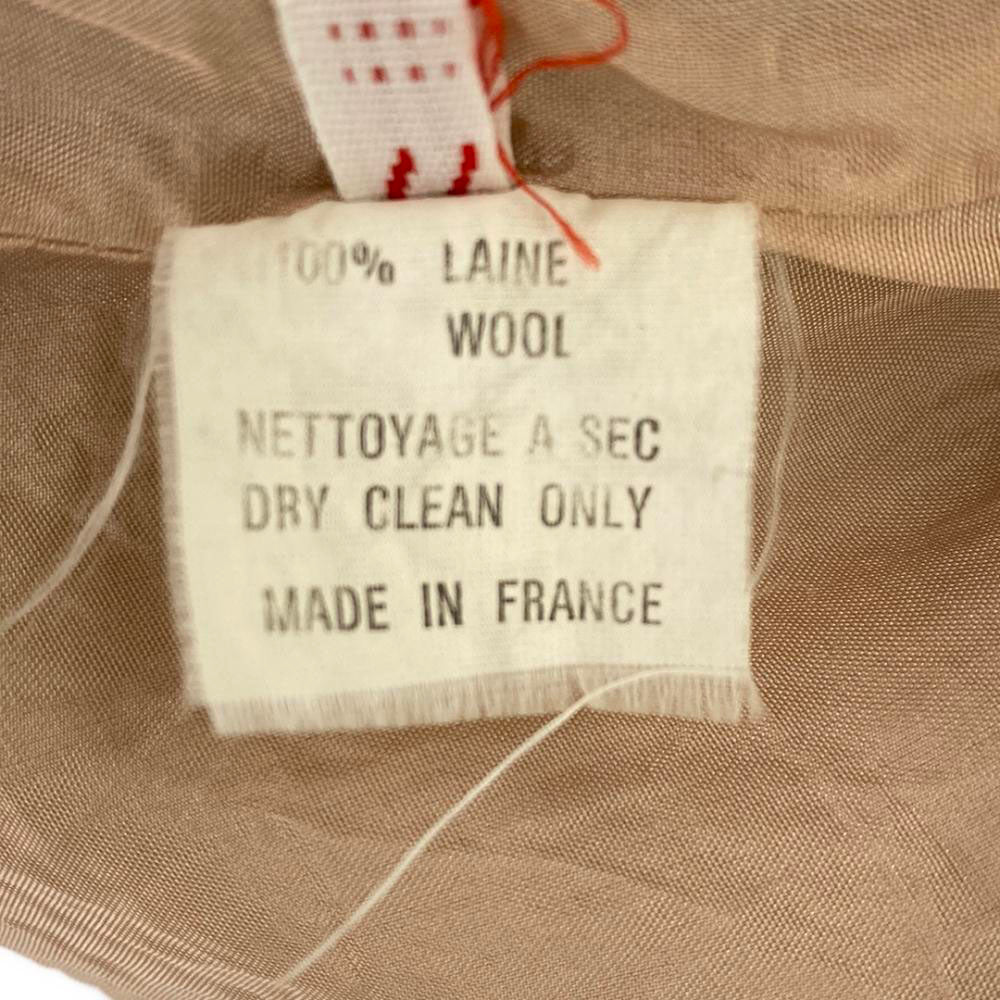 100% LAINE
WOOL
NETTOYAGE A SEC
DRY CLEAN ONLY
MADE IN FRANCE